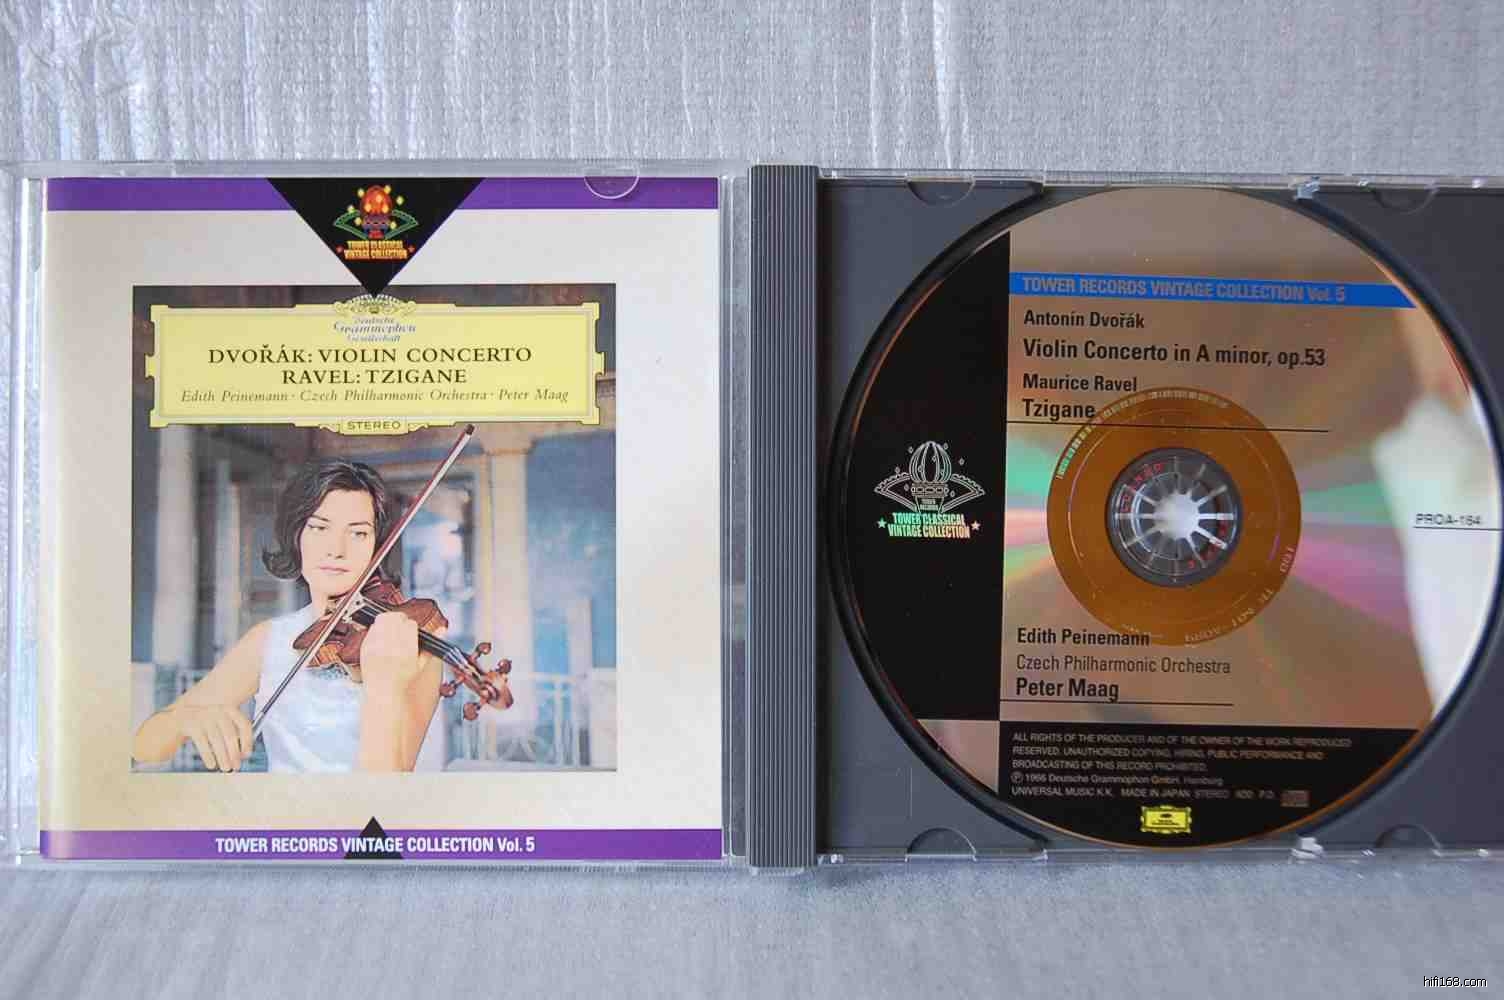 TOWER CLASSICAL
VINTAGE COLLECTION
Deutsche
Grammophon
Gesellschaft
DVOŘÁK: VIOLIN CONCERTO
RAVEL: TZIGANE
Edith Peinemann · Czech Philharmonic Orchestra · Peter Maag
STEREO
TOWER RECORDS VINTAGE COLLECTION Vol. 5
TOWER RECORDS VINTAGE COLLECTION Vol. 5
Antonín Dvořák
Violin Concerto in A minor, op.53
Maurice Ravel
Tzigane
TOWER
RECORDS
TOWER CLASSICAL
VINTAGE COLLECTION
PROA-164
Edith Peinemann
Czech Philharmonic Orchestra
Peter Maag
ALL RIGHTS OF THE PRODUCER AND OF THE OWNER OF THE WORK REPRODUCED
RESERVED. UNAUTHORIZED COPYING, HIRING, PUBLIC PERFORMANCE AND
BROADCASTING OF THIS RECORD PROHIBITED.
Ⓟ 1966 Deutsche Grammophon GmbH, Hamburg
UNIVERSAL MUSIC K.K. MADE IN JAPAN STEREO ADD P.D.
hifi168.com